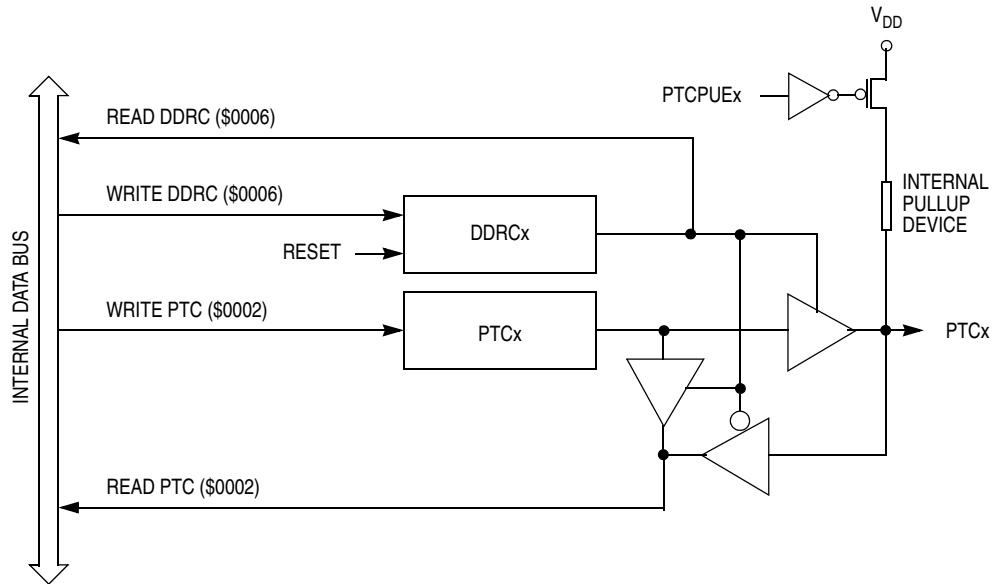 VDD
PTCPUEx
READ DDRC ($0006)
INTERNAL
PULLUP
DEVICE
WRITE DDRC ($0006)
DDRCx
RESET
INTERNAL DATA BUS
WRITE PTC ($0002)
PTCx
PTCx
READ PTC ($0002)